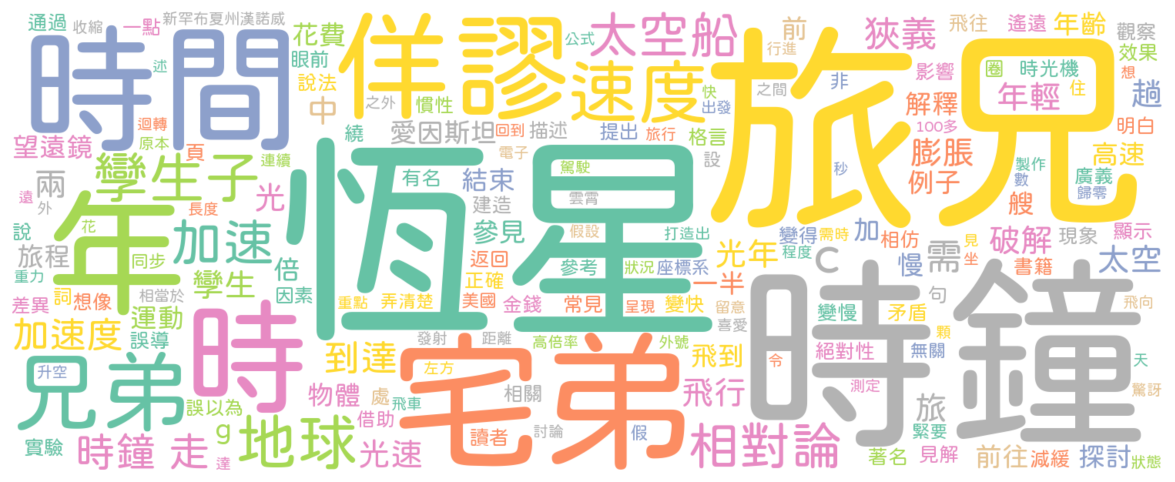 通過 收縮 一點 新罕布夏州漢諾威 花費 佯謬 公式 太空船 前 行進 狹義 飛往 遙遠 年齡 觀察
時間 述 眼前 說法 中 之外 慣性 速度 快 出發 旅兄 之間 非 影響 圈 時光機 效果 想 住 趟
望遠鏡 迴轉 原本 頁 繞 愛因斯坦 回到 描述 提出 旅行 格言 解釋 年輕 100多 明白
孿生子 連續 電子 設 秒 膨脹 製作 高速
遠 兩 外 年 花 長度 光 恆星 有名 結束 駕駛 雲霄 例子 數 廣義 歸零
說 旅程 加速 建造 假設 參見 打造出 變得 需時 加 相仿 艘 見 坐 破解 現象 顯示
重力 同步 孿生 倍 因素 返回 參考 狀況 座標系 光年 程度 C 慢 需 書籍 太空
差異 詞 想像 相當於 重點 弄清楚 正確 美國 金錢 常見 呈現 變快 一半 留意 喜愛 句 飛向
加速度 運動 誤導 時 發射 距離 高倍率 外號 時鐘 變慢 矛盾 顆
兄弟 升空 到達 宅弟 左方 飛到 令 絕對性 無關 天
誤以為 物體 處 飛車 相關 飛行 測定 旅 驚訝
實驗 時鐘 走 達 g 地球 借助 光速 讀者 討論 假 相對論 緊要 著名 見解 前往 減緩 探討 狀態